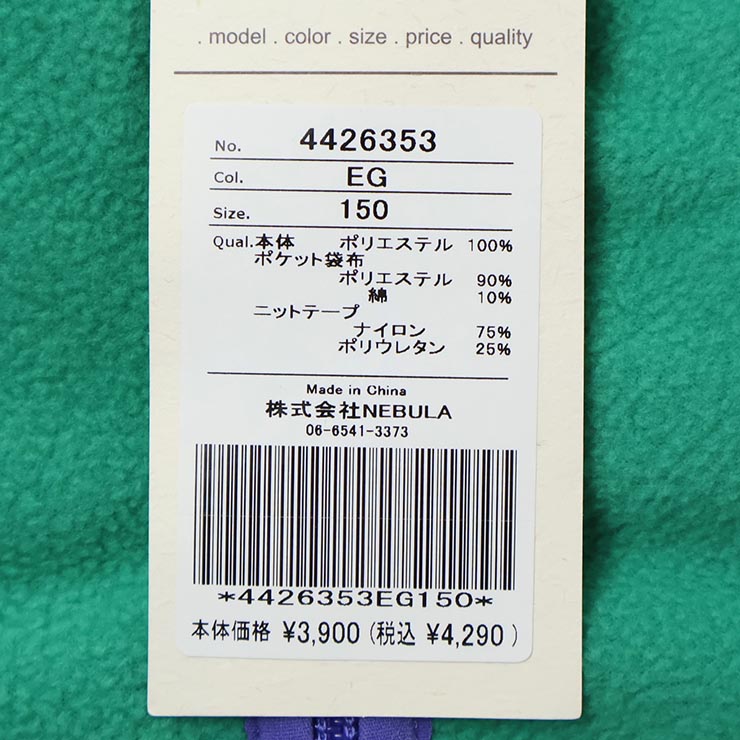 . model . color . size . price . quality
No. 4426353
Col. EG
Size. 150
Qual. 本体 ポリエステル 100%
ポケット袋布
ポリエステル 90%
綿 10%
ニットテープ
ナイロン 75%
ポリウレタン 25%
Made in China
株式会社NEBULA
06-6541-3373
*4426353EG150*
本体価格 ¥3,900 (税込 ¥4,290 )